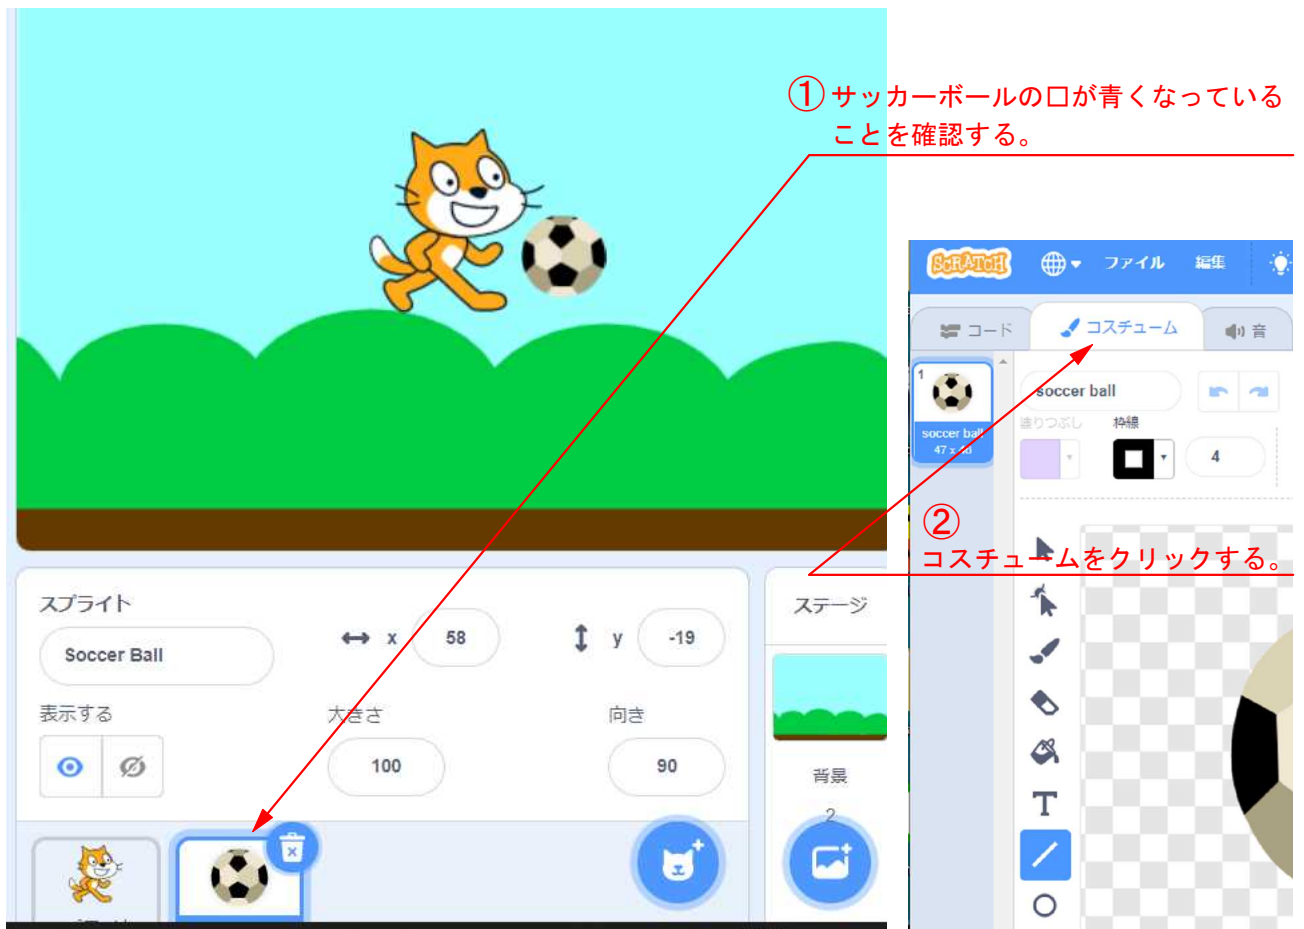 ① サッカーボールの口が青くなっている
ことを確認する。
SCRATCH
ファイル 編集
コード コスチューム 音
1
soccer ball
塗りつぶし 枠線
4
soccer ball
②
コスチュームをクリックする。
T
スプライト
Soccer Ball
x 58
y -19
表示する
大きさ
100
向き
90
ステージ
背景
2